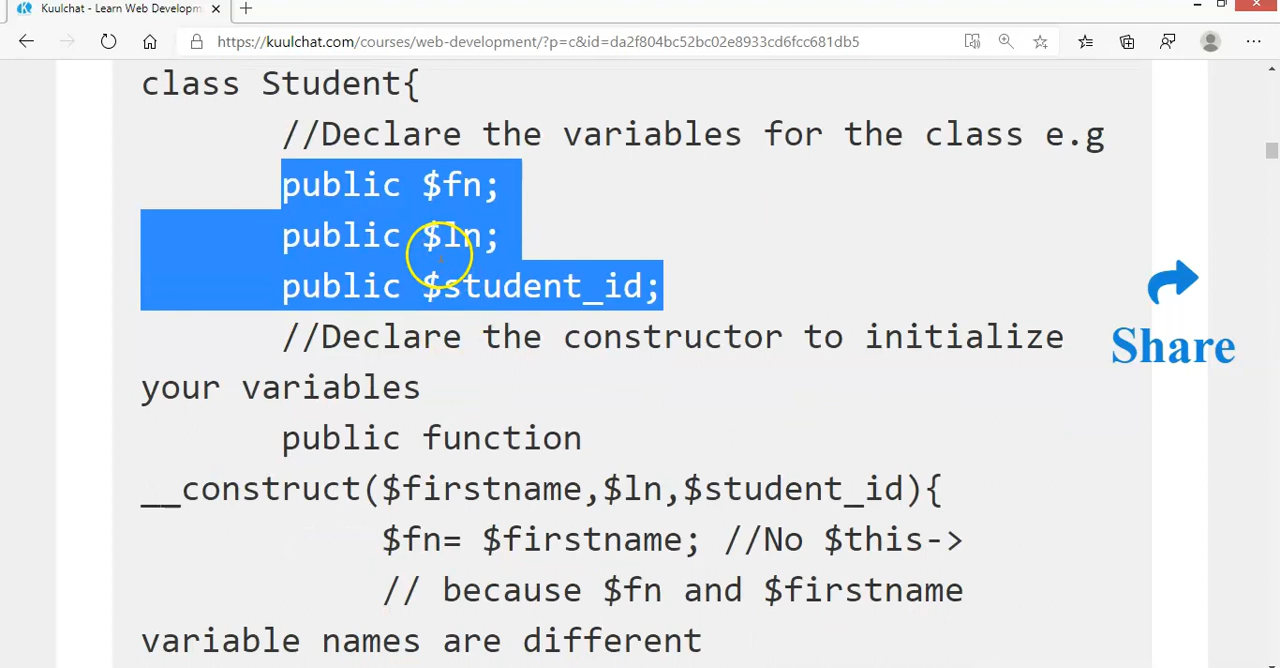 Kuulchat - Learn Web Developm
https://kuulchat.com/courses/web-development/?p=c&id=da2f804bc52bc02e8933cd6fcc681db5
class Student{
//Declare the variables for the class e.g
public $fn;
public $ln;
public $student_id;
//Declare the constructor to initialize
your variables
public function
__construct($firstname,$ln,$student_id){
$fn= $firstname; //No $this->
// because $fn and $firstname
variable names are different
Share